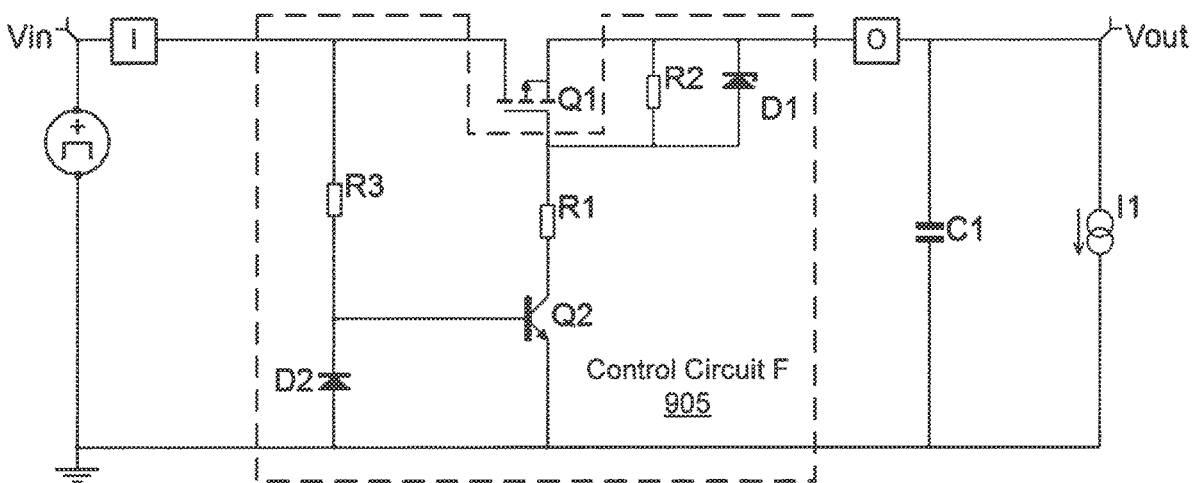 Vin
I
O
Vout
R2
Q1
D1
R3
R1
I1
C1
Q2
Control Circuit F
D2
905